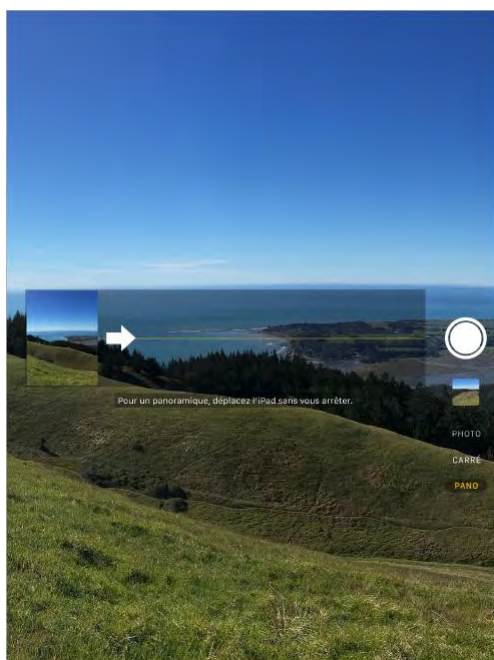 Pour un panoramique, déplacez l'iPad sans vous arrêter.
PHOTO
CARRÉ
PANO